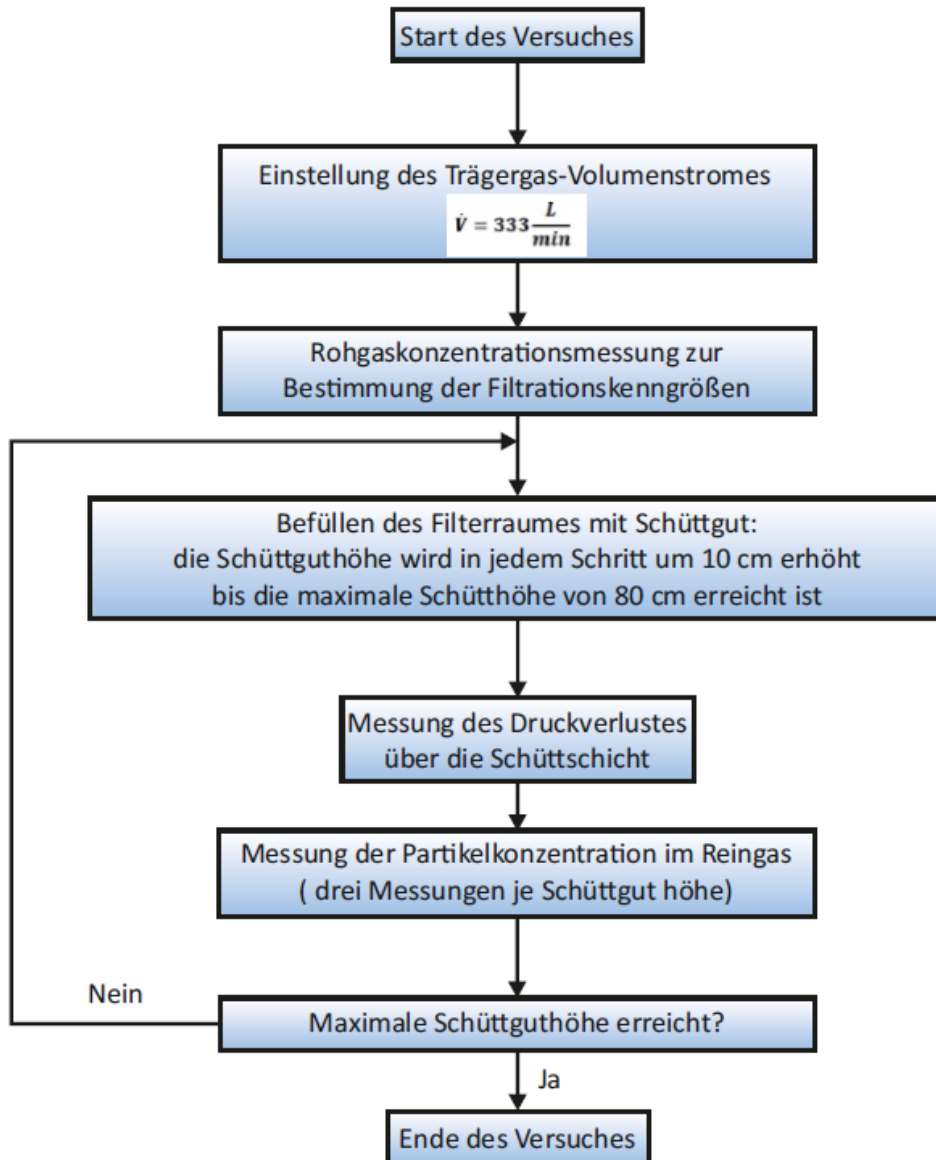 Start des Versuches
Einstellung des Trägergas-Volumenstromes
V̇ = 333 L/min
Rohgaskonzentrationsmessung zur
Bestimmung der Filtrationskenngrößen
Befüllen des Filterraumes mit Schüttgut:
die Schüttguthöhe wird in jedem Schritt um 10 cm erhöht
bis die maximale Schütthöhe von 80 cm erreicht ist
Messung des Druckverlustes
über die Schüttschicht
Messung der Partikelkonzentration im Reingas
( drei Messungen je Schüttgut höhe)
Nein
Maximale Schüttguthöhe erreicht?
Ja
Ende des Versuches